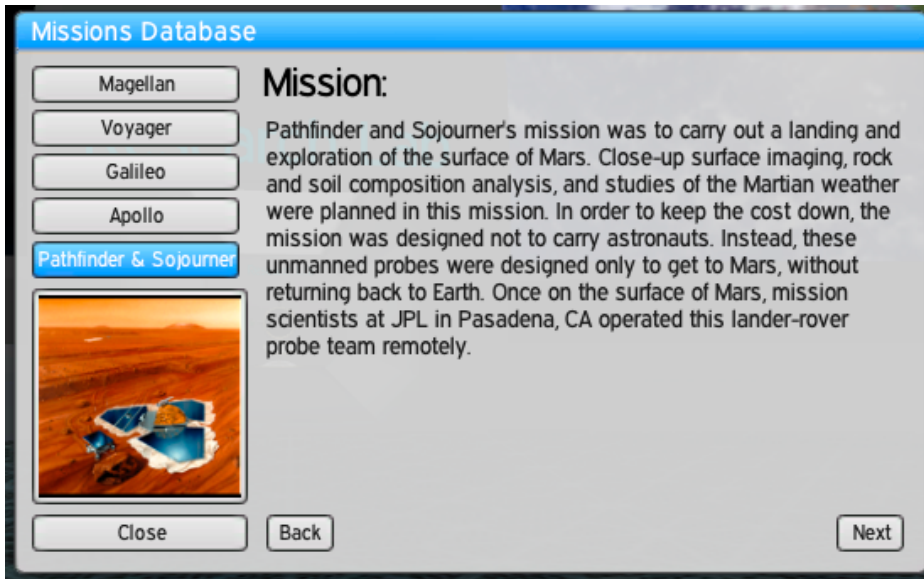 Missions Database
Magellan
Voyager
Galileo
Apollo
Pathfinder & Sojourner
Mission:
Pathfinder and Sojourner's mission was to carry out a landing and
exploration of the surface of Mars. Close-up surface imaging, rock
and soil composition analysis, and studies of the Martian weather
were planned in this mission. In order to keep the cost down, the
mission was designed not to carry astronauts. Instead, these
unmanned probes were designed only to get to Mars, without
returning back to Earth. Once on the surface of Mars, mission
scientists at JPL in Pasadena, CA operated this lander-rover
probe team remotely.
Close
Back
Next